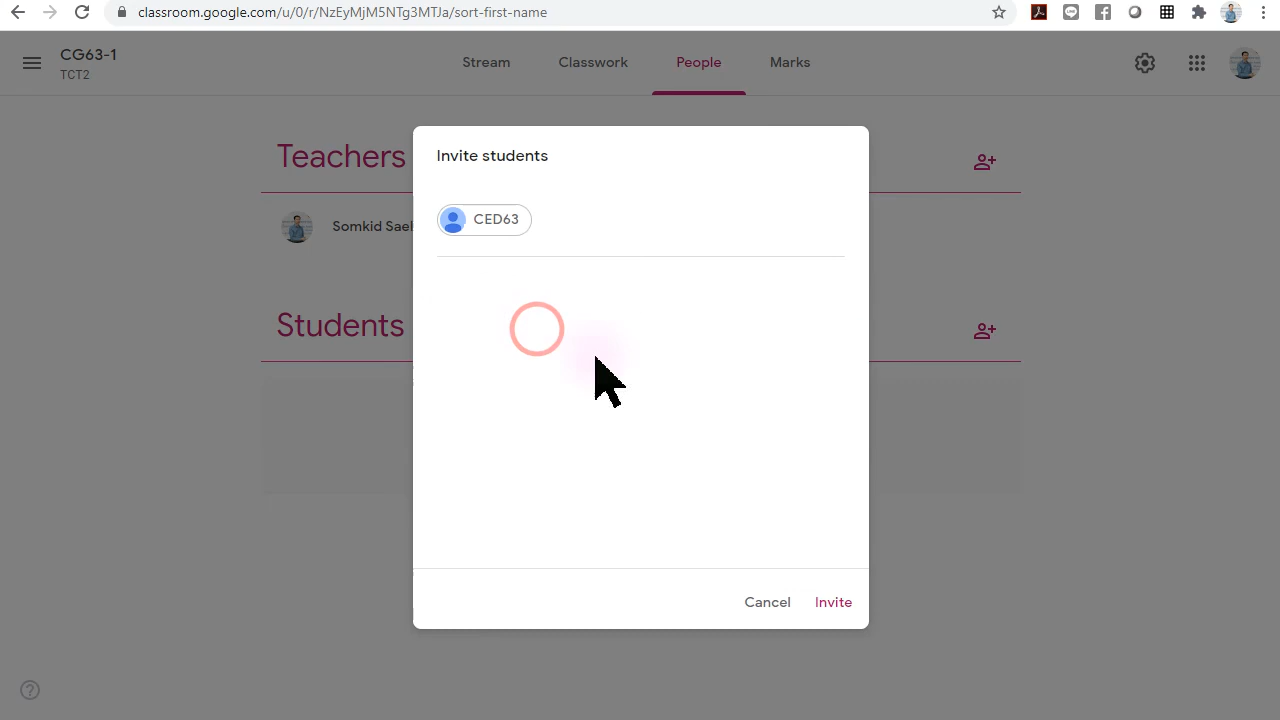 classroom.google.com/u/0/r/NzEyMjM5NTg3MTJa/sort-first-name
CG63-1
TCT2
Stream
Classwork
People
Marks
Invite students
CED63
Teachers
Somkid
Students
Cancel
Invite